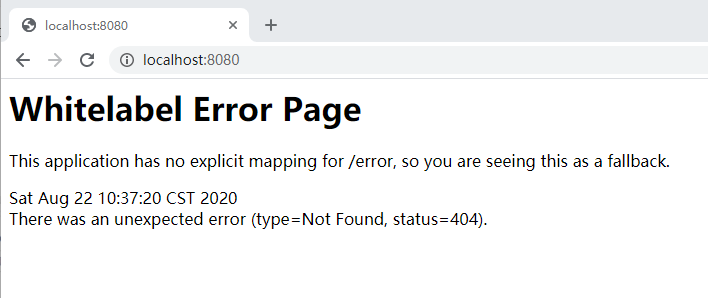 localhost:8080
localhost:8080
Whitelabel Error Page
This application has no explicit mapping for /error, so you are seeing this as a fallback.
Sat Aug 22 10:37:20 CST 2020
There was an unexpected error (type=Not Found, status=404).